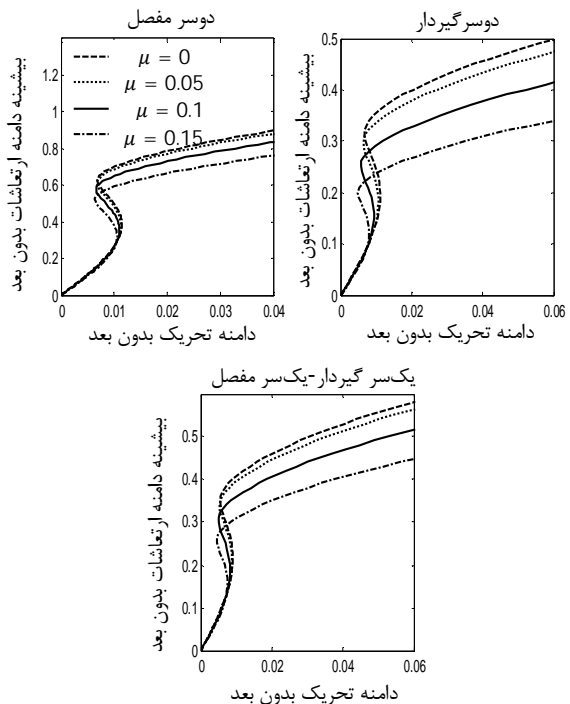 دوسر مفصل
بیشینه دامنه ارتعاشات بدون بعد
1.2
1
0.8
0.6
0.4
0.2
0
μ = 0
μ = 0.05
μ = 0.1
μ = 0.15
0 0.01 0.02 0.03 0.04
دامنه تحریک بدون بعد
دوسرگیردار
بیشینه دامنه ارتعاشات بدون بعد
0.5
0.4
0.3
0.2
0.1
0
0 0.02 0.04 0.06
دامنه تحریک بدون بعد
یک‌سر گیردار-یک‌سر مفصل
بیشینه دامنه ارتعاشات بدون بعد
0.5
0.4
0.3
0.2
0.1
0
0 0.02 0.04 0.06
دامنه تحریک بدون بعد